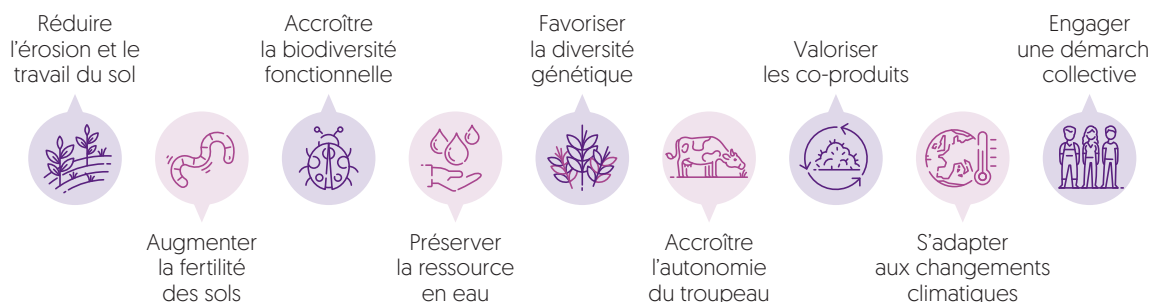 Réduire
l’érosion et le
travail du sol
Augmenter
la fertilité
des sols
Accroître
la biodiversité
fonctionnelle
Préserver
la ressource
en eau
Favoriser
la diversité
génétique
Accroître
l’autonomie
du troupeau
Valoriser
les co-produits
S’adapter
aux changements
climatiques
Engager
une démarch
collective